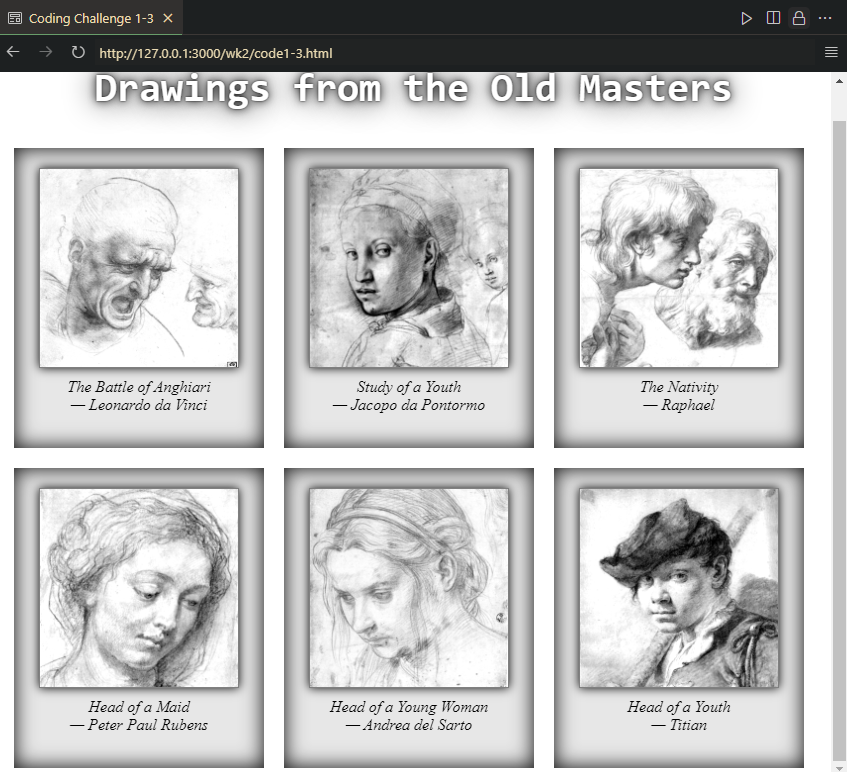 Coding Challenge 1-3
http://127.0.0.1:3000/wk2/code1-3.html
Drawings from the Old Masters
The Battle of Anghiari
— Leonardo da Vinci
Study of a Youth
— Jacopo da Pontormo
The Nativity
— Raphael
Head of a Maid
— Peter Paul Rubens
Head of a Young Woman
— Andrea del Sarto
Head of a Youth
— Titian